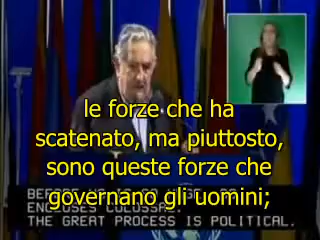 le forze che ha
scatenato, ma piuttosto,
sono queste forze che
governano gli uomini;
THE GREAT PROCESS IS POLITICAL.